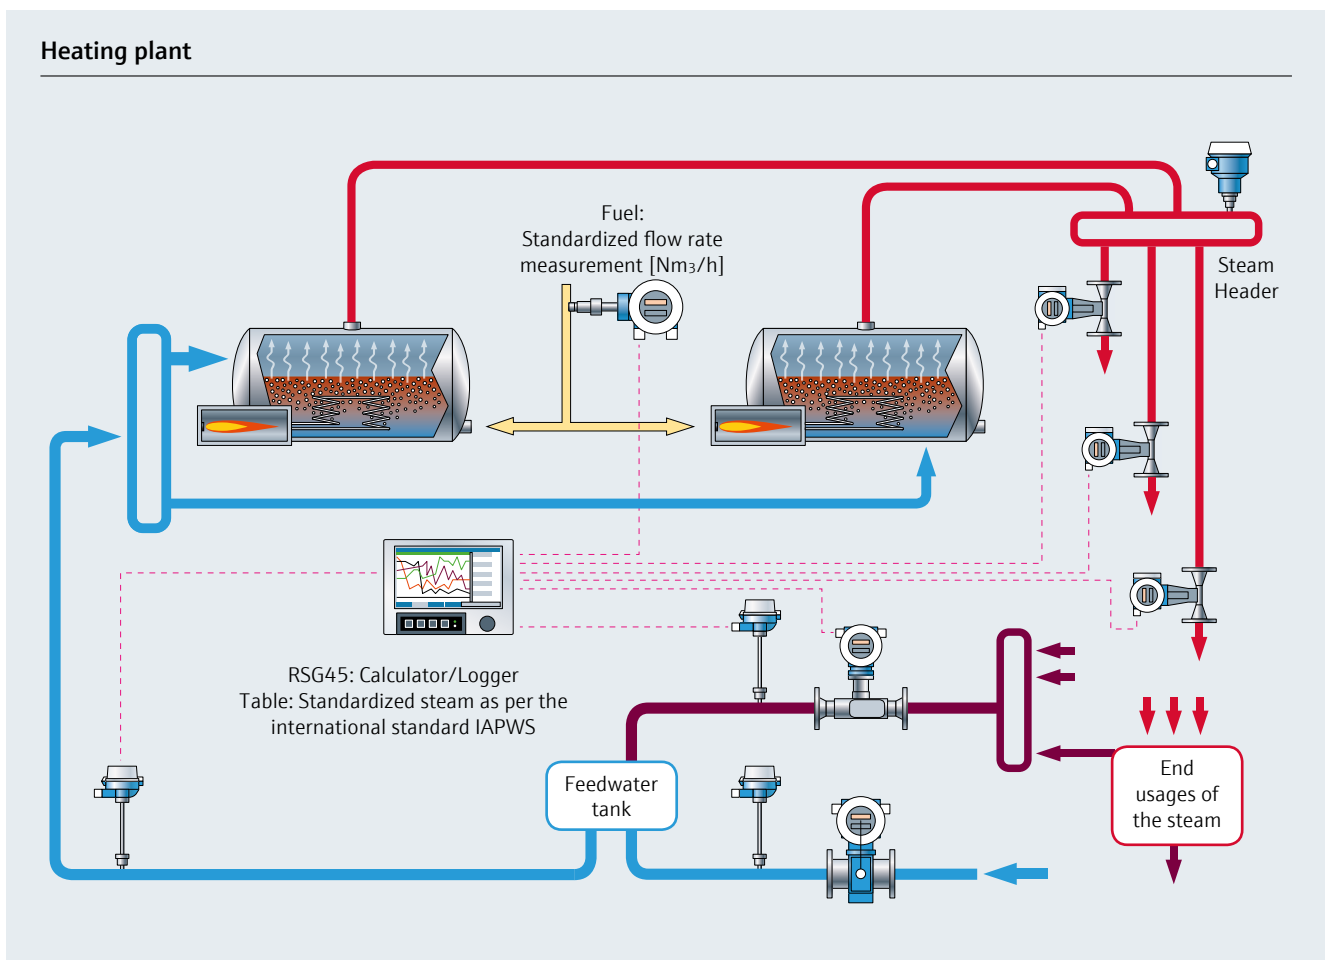 Heating plant
Fuel:
Standardized flow rate
measurement [Nm3/h]
Steam
Header
RSG45: Calculator/Logger
Table: Standardized steam as per the
international standard IAPWS
Feedwater
tank
End
usages of
the steam